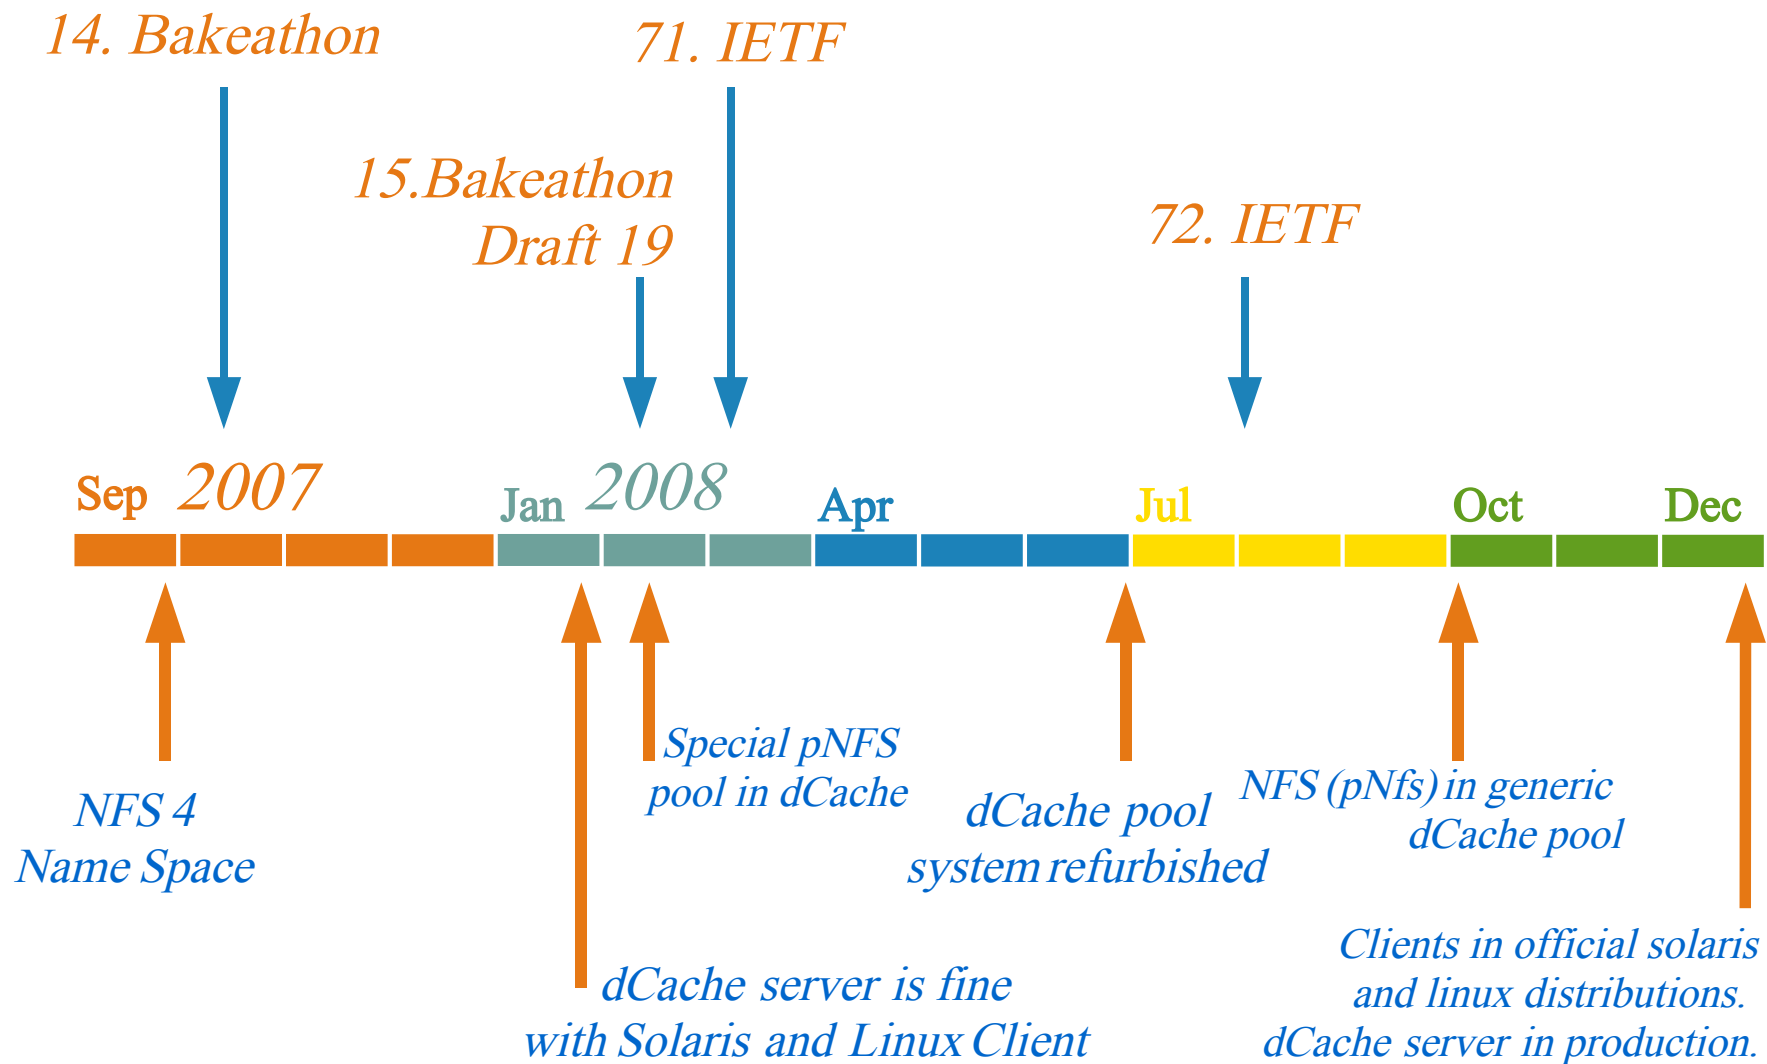 14. Bakeathon
71. IETF
15.Bakeathon
Draft 19
72. IETF
Sep 2007
Jan 2008
Apr
Jul
Oct
Dec
Special pNFS
pool in dCache
NFS 4
Name Space
dCache pool
system refurbished
NFS (pNfs) in generic
dCache pool
dCache server is fine
with Solaris and Linux Client
Clients in official solaris
and linux distributions.
dCache server in production.